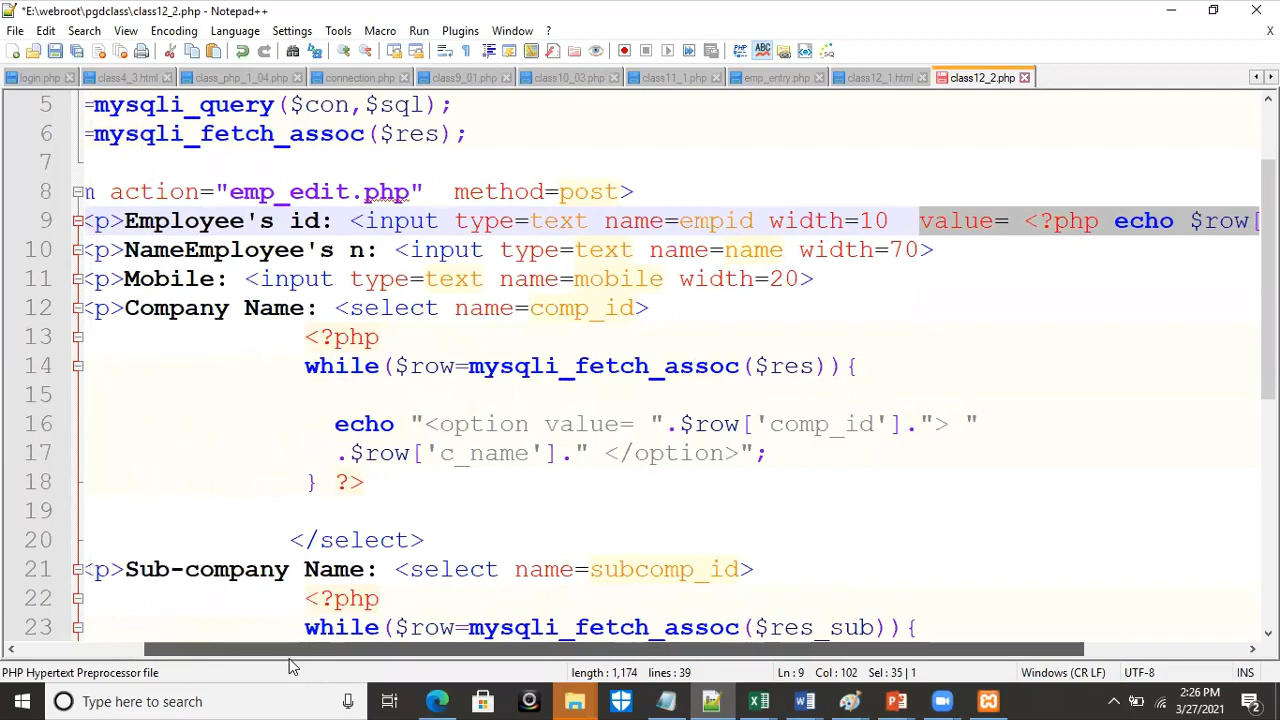 *E:\webroot\pgdclass\class12_2.php - Notepad++
File Edit Search View Encoding Language Settings Tools Macro Run Plugins Window ?
X
login.php class4_3.html class_php_1_04.php connection.php class9_01.php class10_03.php class11_1.php emp_entry.php class12_1.html class12_2.php
5 =mysqli_query($con,$sql);
6 =mysqli_fetch_assoc($res);
7
8 m action="emp_edit.php" method=post>
9 <p>Employee's id: <input type=text name=empid width=10 value= <?php echo $row[
10 <p>NameEmployee's n: <input type=text name=name width=70>
11 <p>Mobile: <input type=text name=mobile width=20>
12 <p>Company Name: <select name=comp_id>
13 <?php
14 while($row=mysqli_fetch_assoc($res)){
15
16 echo "<option value= ".$row['comp_id']."> "
17 .$row['c_name']." </option>";
18 } ?>
19
20 </select>
21 <p>Sub-company Name: <select name=subcomp_id>
22 <?php
23 while($row=mysqli_fetch_assoc($res_sub)){
PHP Hypertext Preprocessor file length : 1,174 lines : 39 Ln : 9 Col : 102 Sel : 35 | 1 Windows (CR LF) UTF-8 INS
Type here to search
2:26 PM
3/27/2021
2